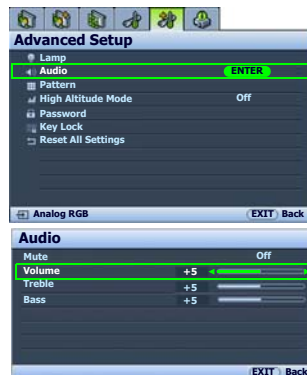 Advanced Setup
Lamp
Audio ENTER
Pattern
High Altitude Mode Off
Password
Key Lock
Reset All Settings
Analog RGB EXIT Back
Audio
Mute Off
Volume +5
Treble +5
Bass +5
EXIT Back